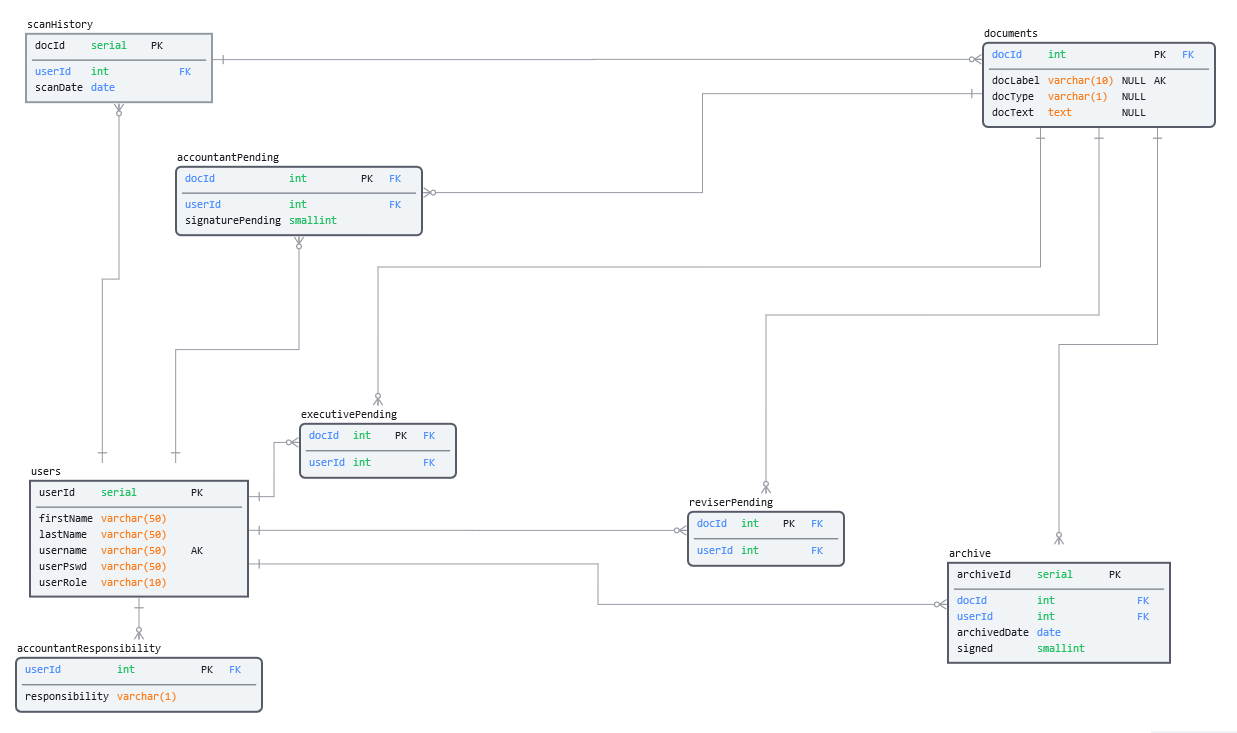 scanHistory
docId serial PK
userId int FK
scanDate date
documents
docId int PK FK
docLabel varchar(10) NULL AK
docType varchar(1) NULL
docText text NULL
accountantPending
docId int PK FK
userId int FK
signaturePending smallint
executivePending
docId int PK FK
userId int FK
users
userId serial PK
firstName varchar(50)
lastName varchar(50)
username varchar(50) AK
userPswd varchar(50)
userRole varchar(10)
reviserPending
docId int PK FK
userId int FK
archive
archiveId serial PK
docId int FK
userId int FK
archivedDate date
signed smallint
accountantResponsibility
userId int PK FK
responsibility varchar(1)